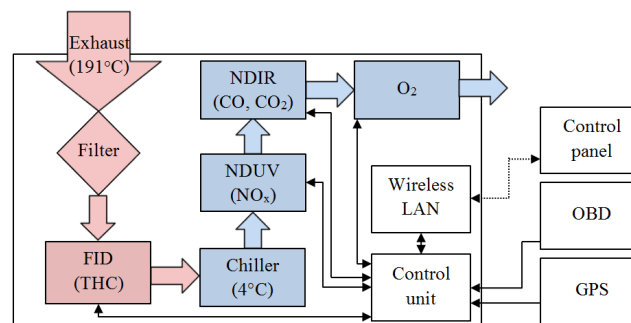 Exhaust
(191°C)
Filter
FID
(THC)
Chiller
(4°C)
NDUV
(NOₓ)
NDIR
(CO, CO₂)
O₂
Wireless
LAN
Control
unit
Control
panel
OBD
GPS